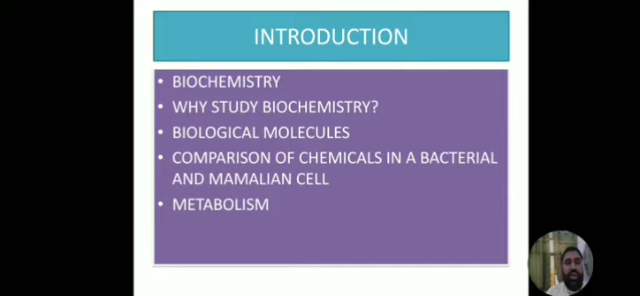 INTRODUCTION
• BIOCHEMISTRY
• WHY STUDY BIOCHEMISTRY?
• BIOLOGICAL MOLECULES
• COMPARISON OF CHEMICALS IN A BACTERIAL
AND MAMALIAN CELL
• METABOLISM